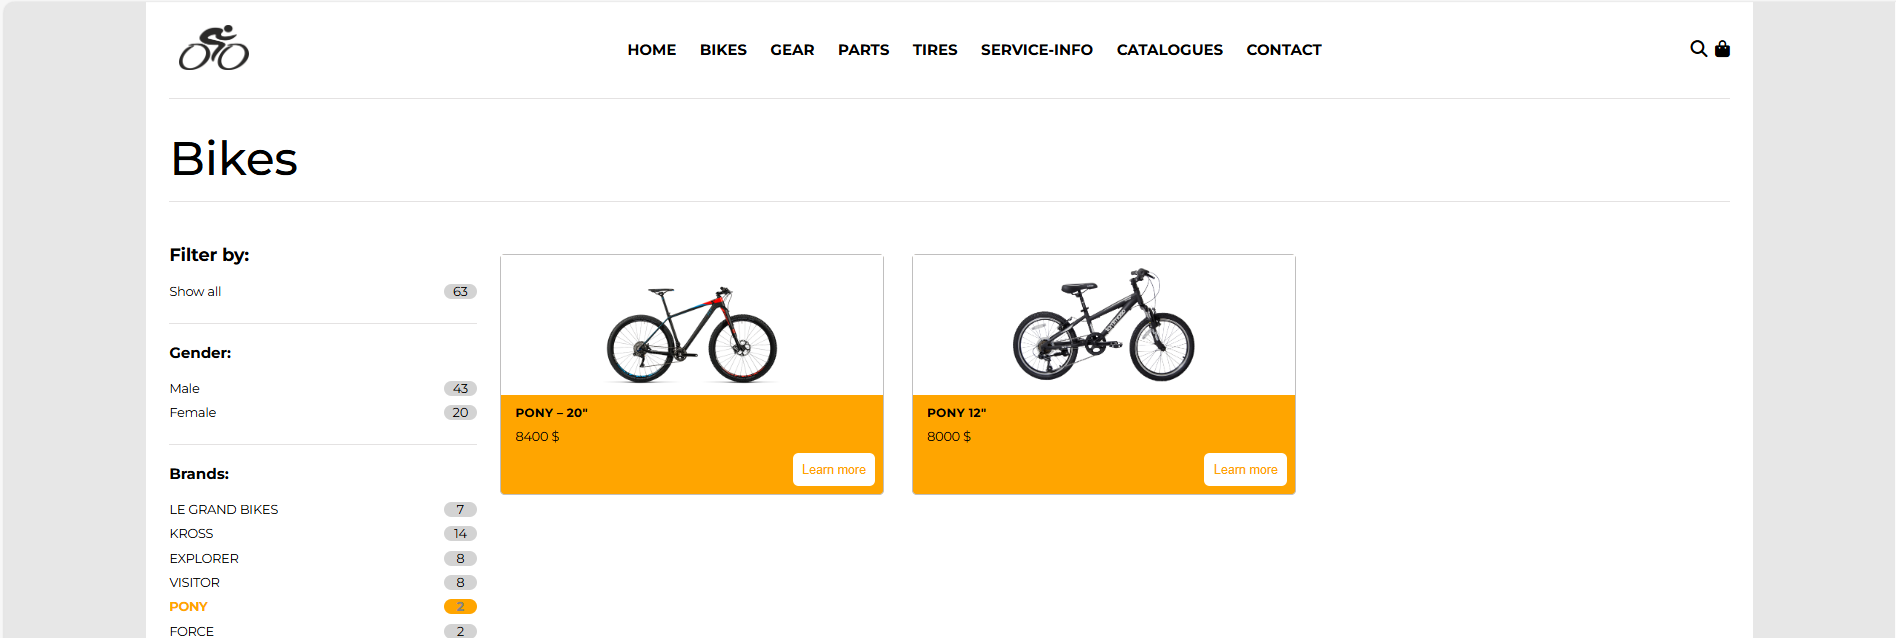 HOME BIKES GEAR PARTS TIRES SERVICE-INFO CATALOGUES CONTACT
Bikes
Filter by:
Show all 63
Gender:
Male 43
Female 20
Brands:
LE GRAND BIKES 7
KROSS 14
EXPLORER 8
VISITOR 8
PONY 2
FORCE 2
PONY – 20"
8400 $
Learn more
PONY 12"
8000 $
Learn more